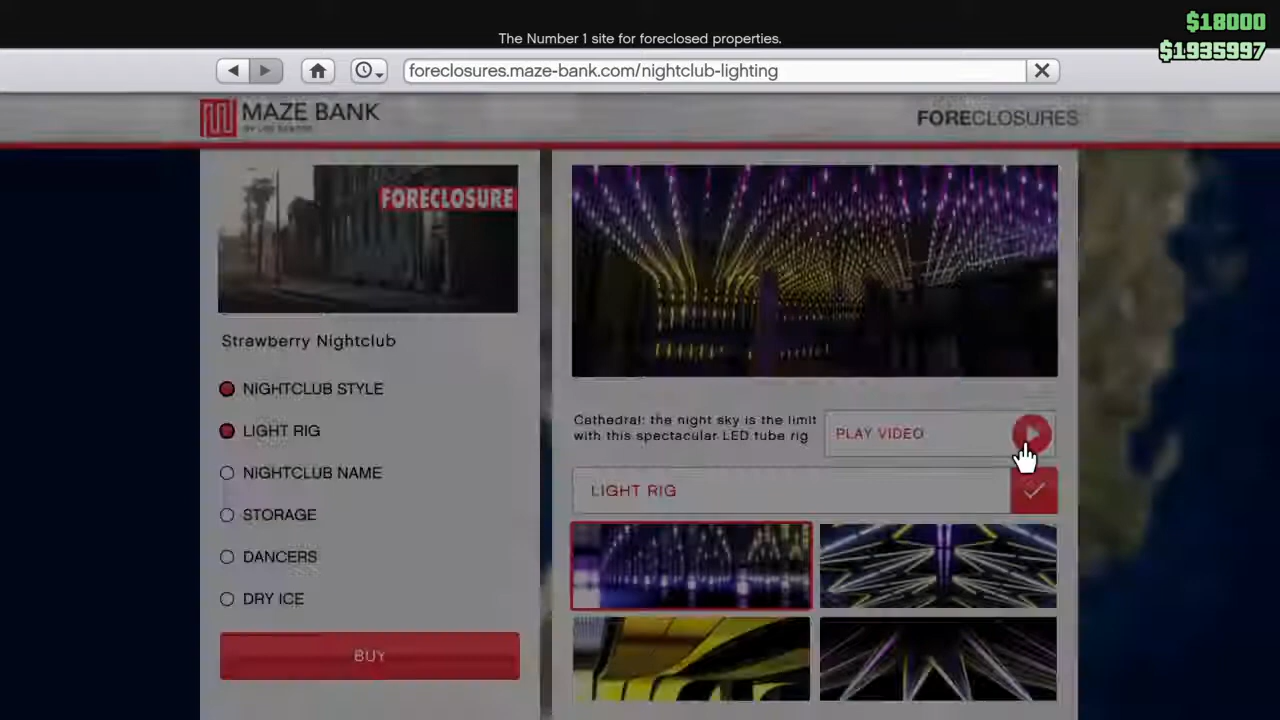 $18000
The Number 1 site for foreclosed properties.
$1935997
foreclosures.maze-bank.com/nightclub-lighting
MAZE BANK
FORECLOSURES
FORECLOSURE
Strawberry Nightclub
NIGHTCLUB STYLE
LIGHT RIG
NIGHTCLUB NAME
STORAGE
DANCERS
DRY ICE
BUY
Cathedral: the night sky is the limit
with this spectacular LED tube rig
PLAY VIDEO
LIGHT RIG